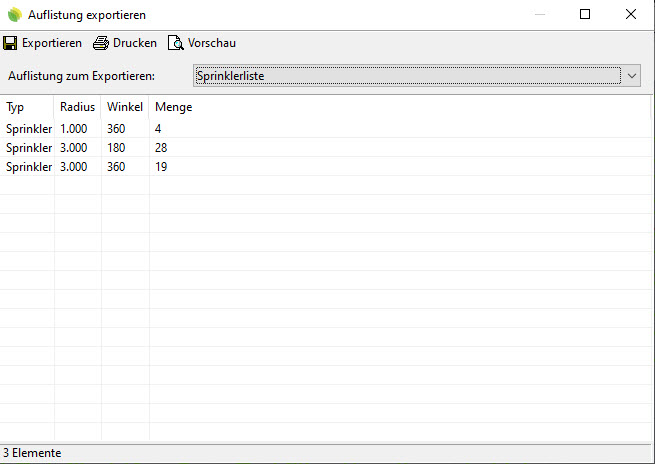 Auflistung exportieren
Exportieren Drucken Vorschau
Auflistung zum Exportieren: Sprinklerliste
Typ Radius Winkel Menge
Sprinkler 1.000 360 4
Sprinkler 3.000 180 28
Sprinkler 3.000 360 19
3 Elemente